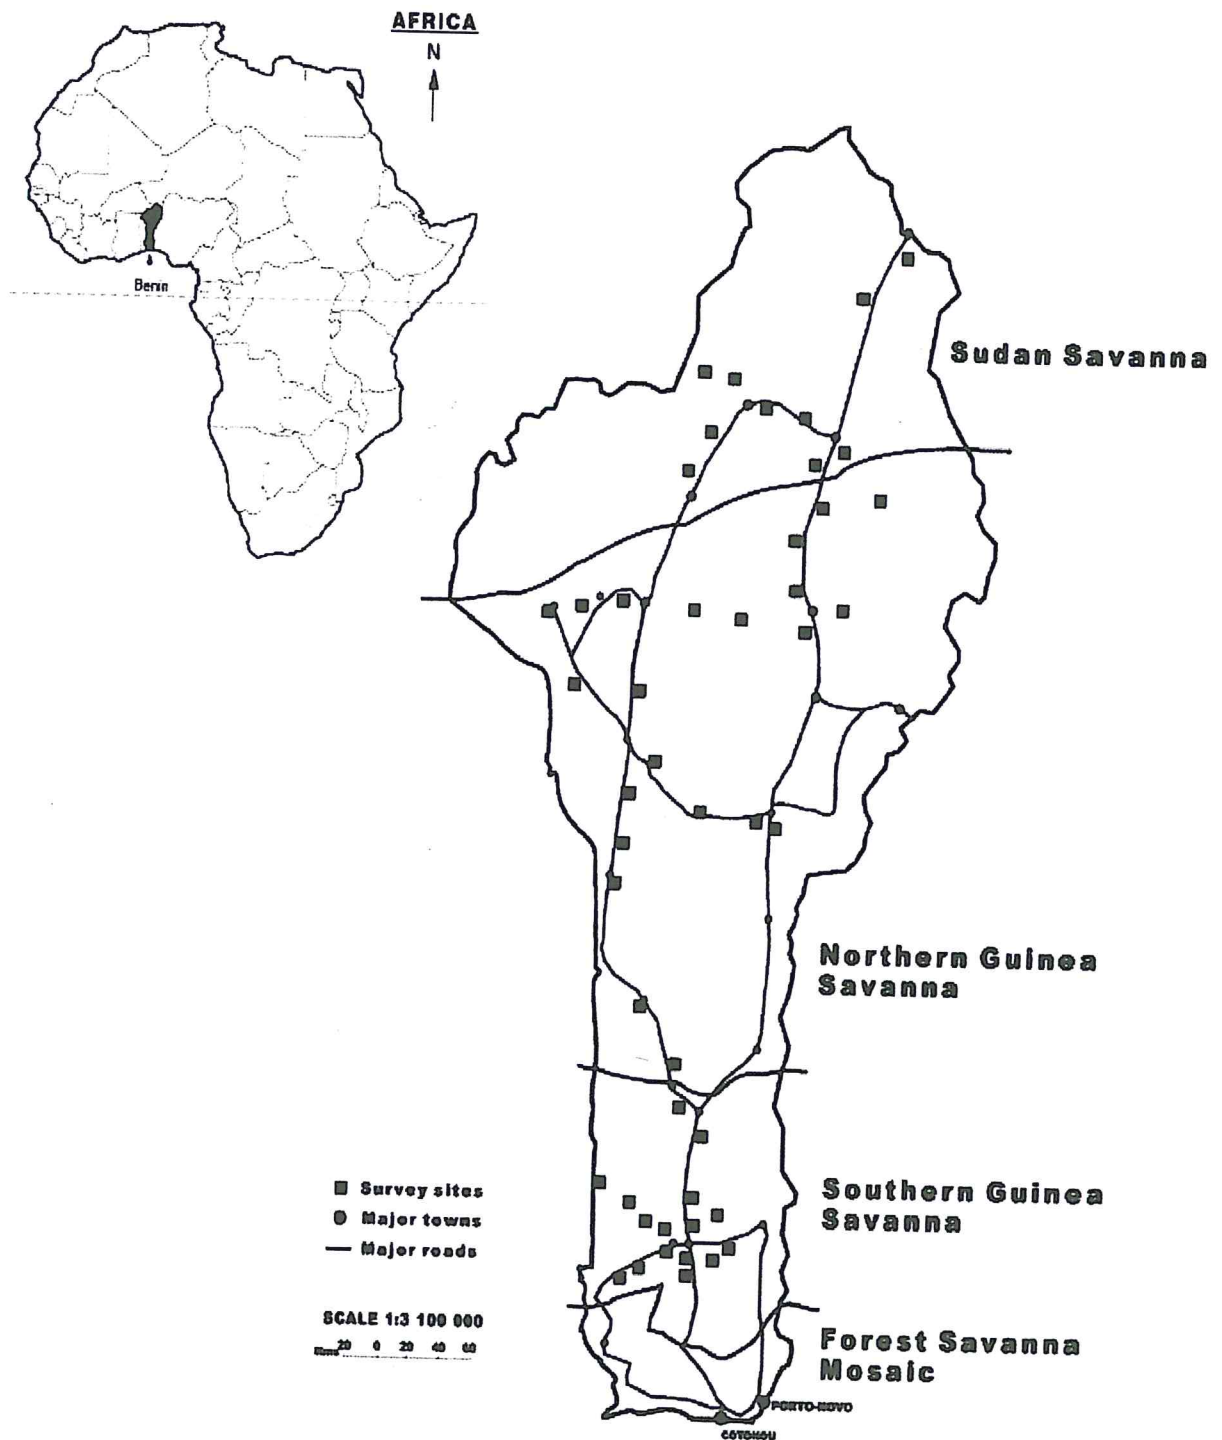 AFRICA
N
Benin
Sudan Savanna
Northern Guinea
Savanna
Southern Guinea
Savanna
Survey sites
Major towns
Major roads
SCALE 1:3 100 000
Kms 20 0 20 40 60
Forest Savanna
Mosaic
PORTO-NOVO
COTONOU